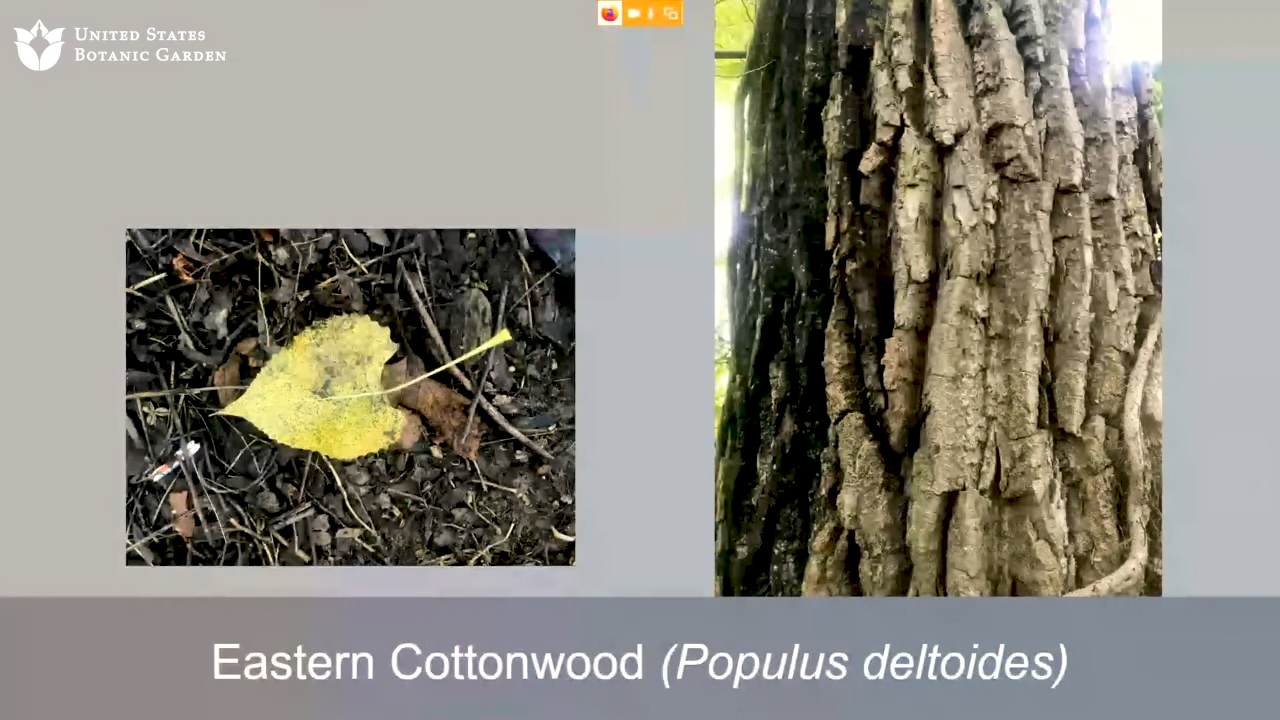 United States
Botanic Garden
Eastern Cottonwood (Populus deltoides)